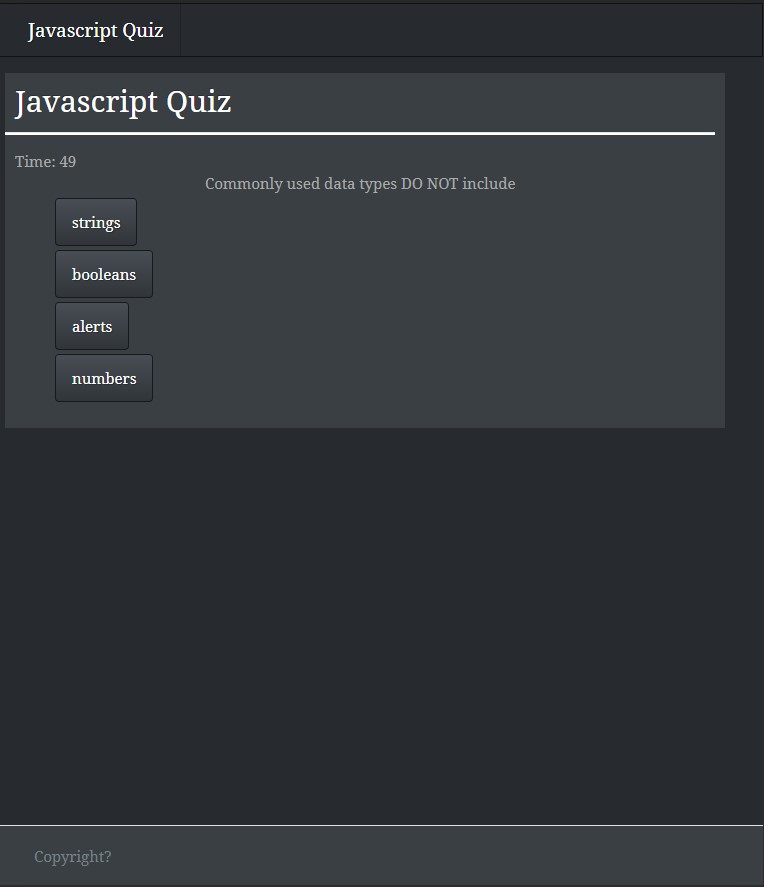 Javascript Quiz
Javascript Quiz
Time: 49
Commonly used data types DO NOT include
strings
booleans
alerts
numbers
Copyright?